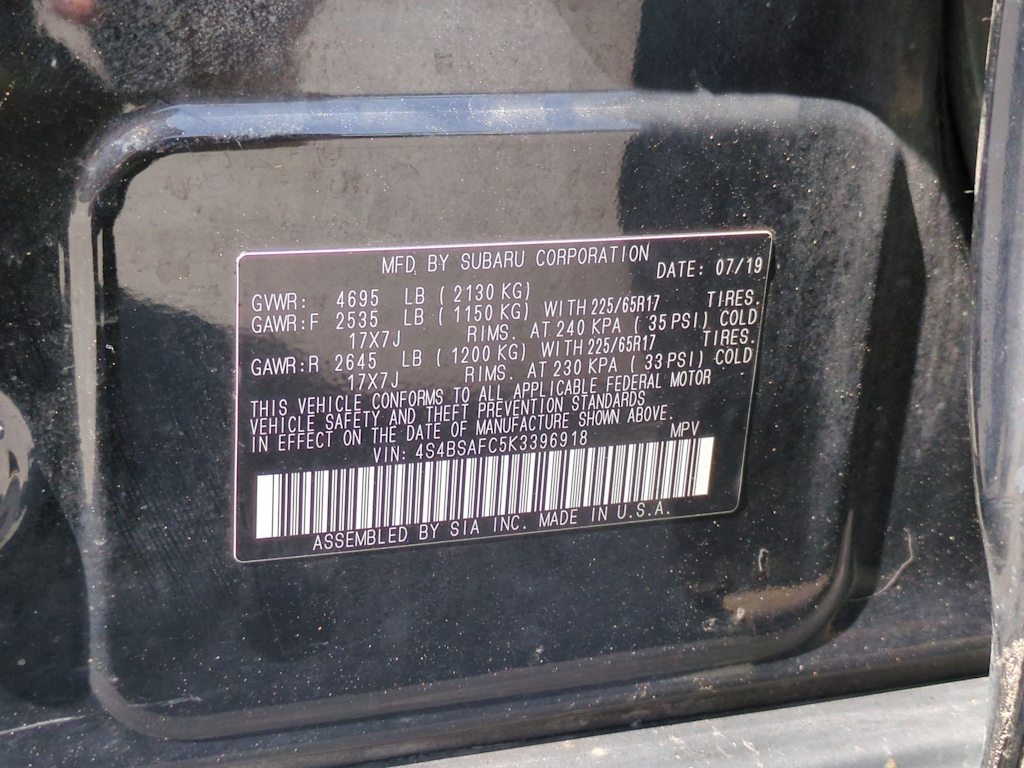 MFD BY SUBARU CORPORATION DATE: 07/19
GVWR: 4695 LB ( 2130 KG)
GAWR:F 2535 LB ( 1150 KG) WITH 225/65R17 TIRES.
17X7J RIMS. AT 240 KPA ( 35 PSI) COLD
GAWR:R 2645 LB ( 1200 KG) WITH 225/65R17 TIRES.
17X7J RIMS. AT 230 KPA ( 33 PSI) COLD
THIS VEHICLE CONFORMS TO ALL APPLICABLE FEDERAL MOTOR
VEHICLE SAFETY AND THEFT PREVENTION STANDARDS
IN EFFECT ON THE DATE OF MANUFACTURE SHOWN ABOVE.
VIN: 4S4BSAFC5K3396918 MPV
ASSEMBLED BY SIA INC. MADE IN U.S.A.